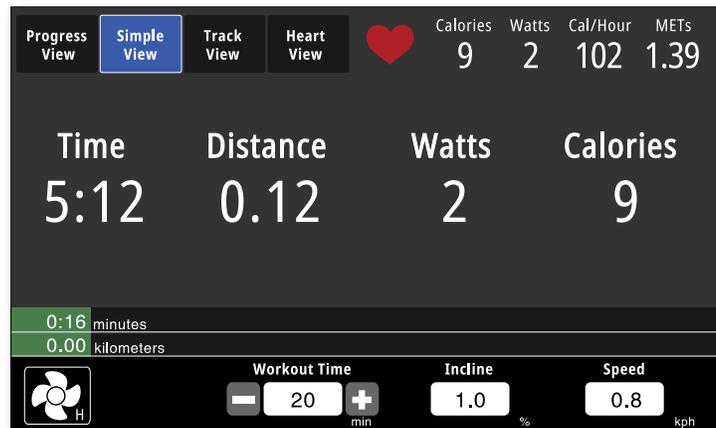 Progress View
Simple View
Track View
Heart View
Calories
9
Watts
2
Cal/Hour
102
METs
1.39
Time
5:12
Distance
0.12
Watts
2
Calories
9
0:16 minutes
0.00 kilometers
H
Workout Time
20
min
Incline
1.0
%
Speed
0.8
kph